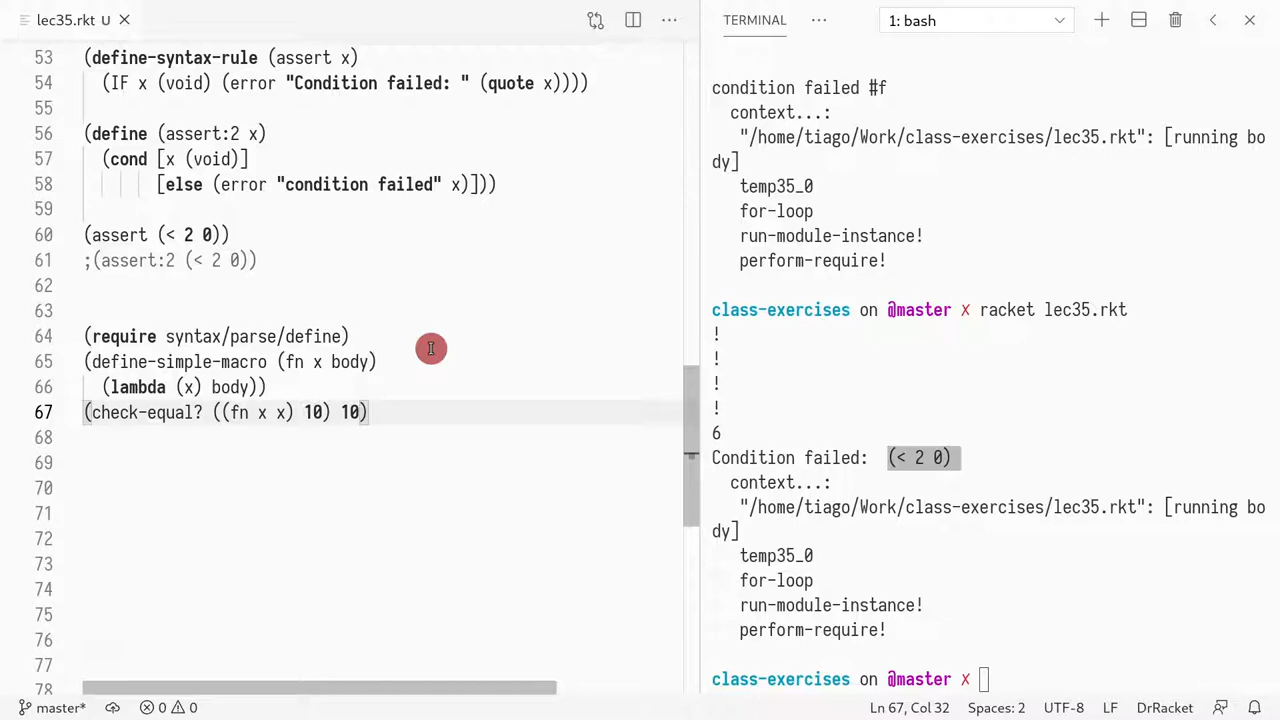 lec35.rkt U
TERMINAL
1: bash
53 (define-syntax-rule (assert x)
54 (IF x (void) (error "Condition failed: " (quote x))))
55
56 (define (assert:2 x)
57 (cond [x (void)]
58 [else (error "condition failed" x)]))
59
60 (assert (< 2 0))
61 ;(assert:2 (< 2 0))
62
63
64 (require syntax/parse/define)
65 (define-simple-macro (fn x body)
66 (lambda (x) body))
67 (check-equal? ((fn x x) 10) 10)
68
69
70
71
72
73
74
75
76
77
78
condition failed #f
context...:
"/home/tiago/Work/class-exercises/lec35.rkt": [running bo
dy]
temp35_0
for-loop
run-module-instance!
perform-require!
class-exercises on @master ✗ racket lec35.rkt
!
!
!
!
6
Condition failed: (< 2 0)
context...:
"/home/tiago/Work/class-exercises/lec35.rkt": [running bo
dy]
temp35_0
for-loop
run-module-instance!
perform-require!
class-exercises on @master ✗
master* 0 0 Ln 67, Col 32 Spaces: 2 UTF-8 LF DrRacket